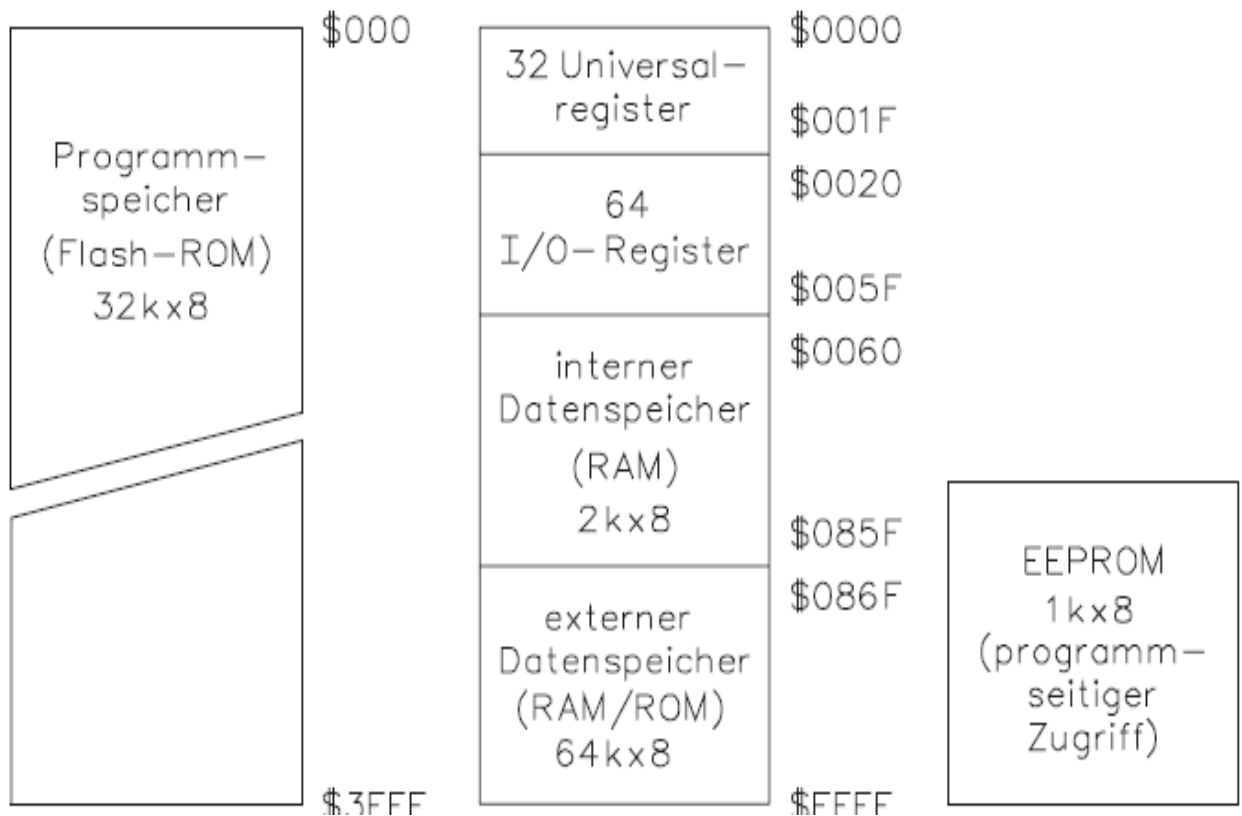 $000
Programm-
speicher
(Flash-ROM)
32kx8
$3FFF
32 Universal-
register
$0000
$001F
64
I/O-Register
$0020
$005F
interner
Datenspeicher
(RAM)
2kx8
$0060
$085F
externer
Datenspeicher
(RAM/ROM)
64kx8
$086F
$FFFF
EEPROM
1kx8
(programm-
seitiger
Zugriff)